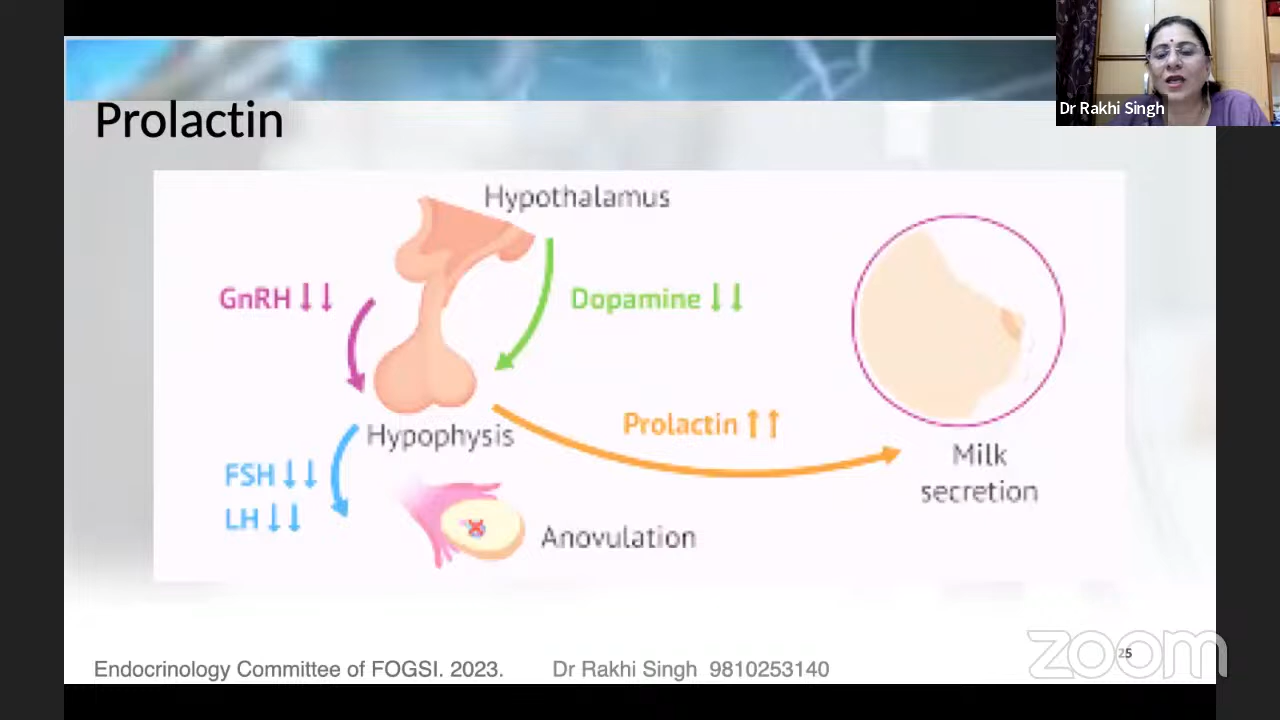 Dr Rakhi Singh
Prolactin
Hypothalamus
GnRH ↓↓
Dopamine ↓↓
Prolactin ↑↑
Hypophysis
Milk
secretion
FSH ↓↓
LH ↓↓
Anovulation
Endocrinology Committee of FOGSI. 2023. Dr Rakhi Singh 9810253140
25
zoom